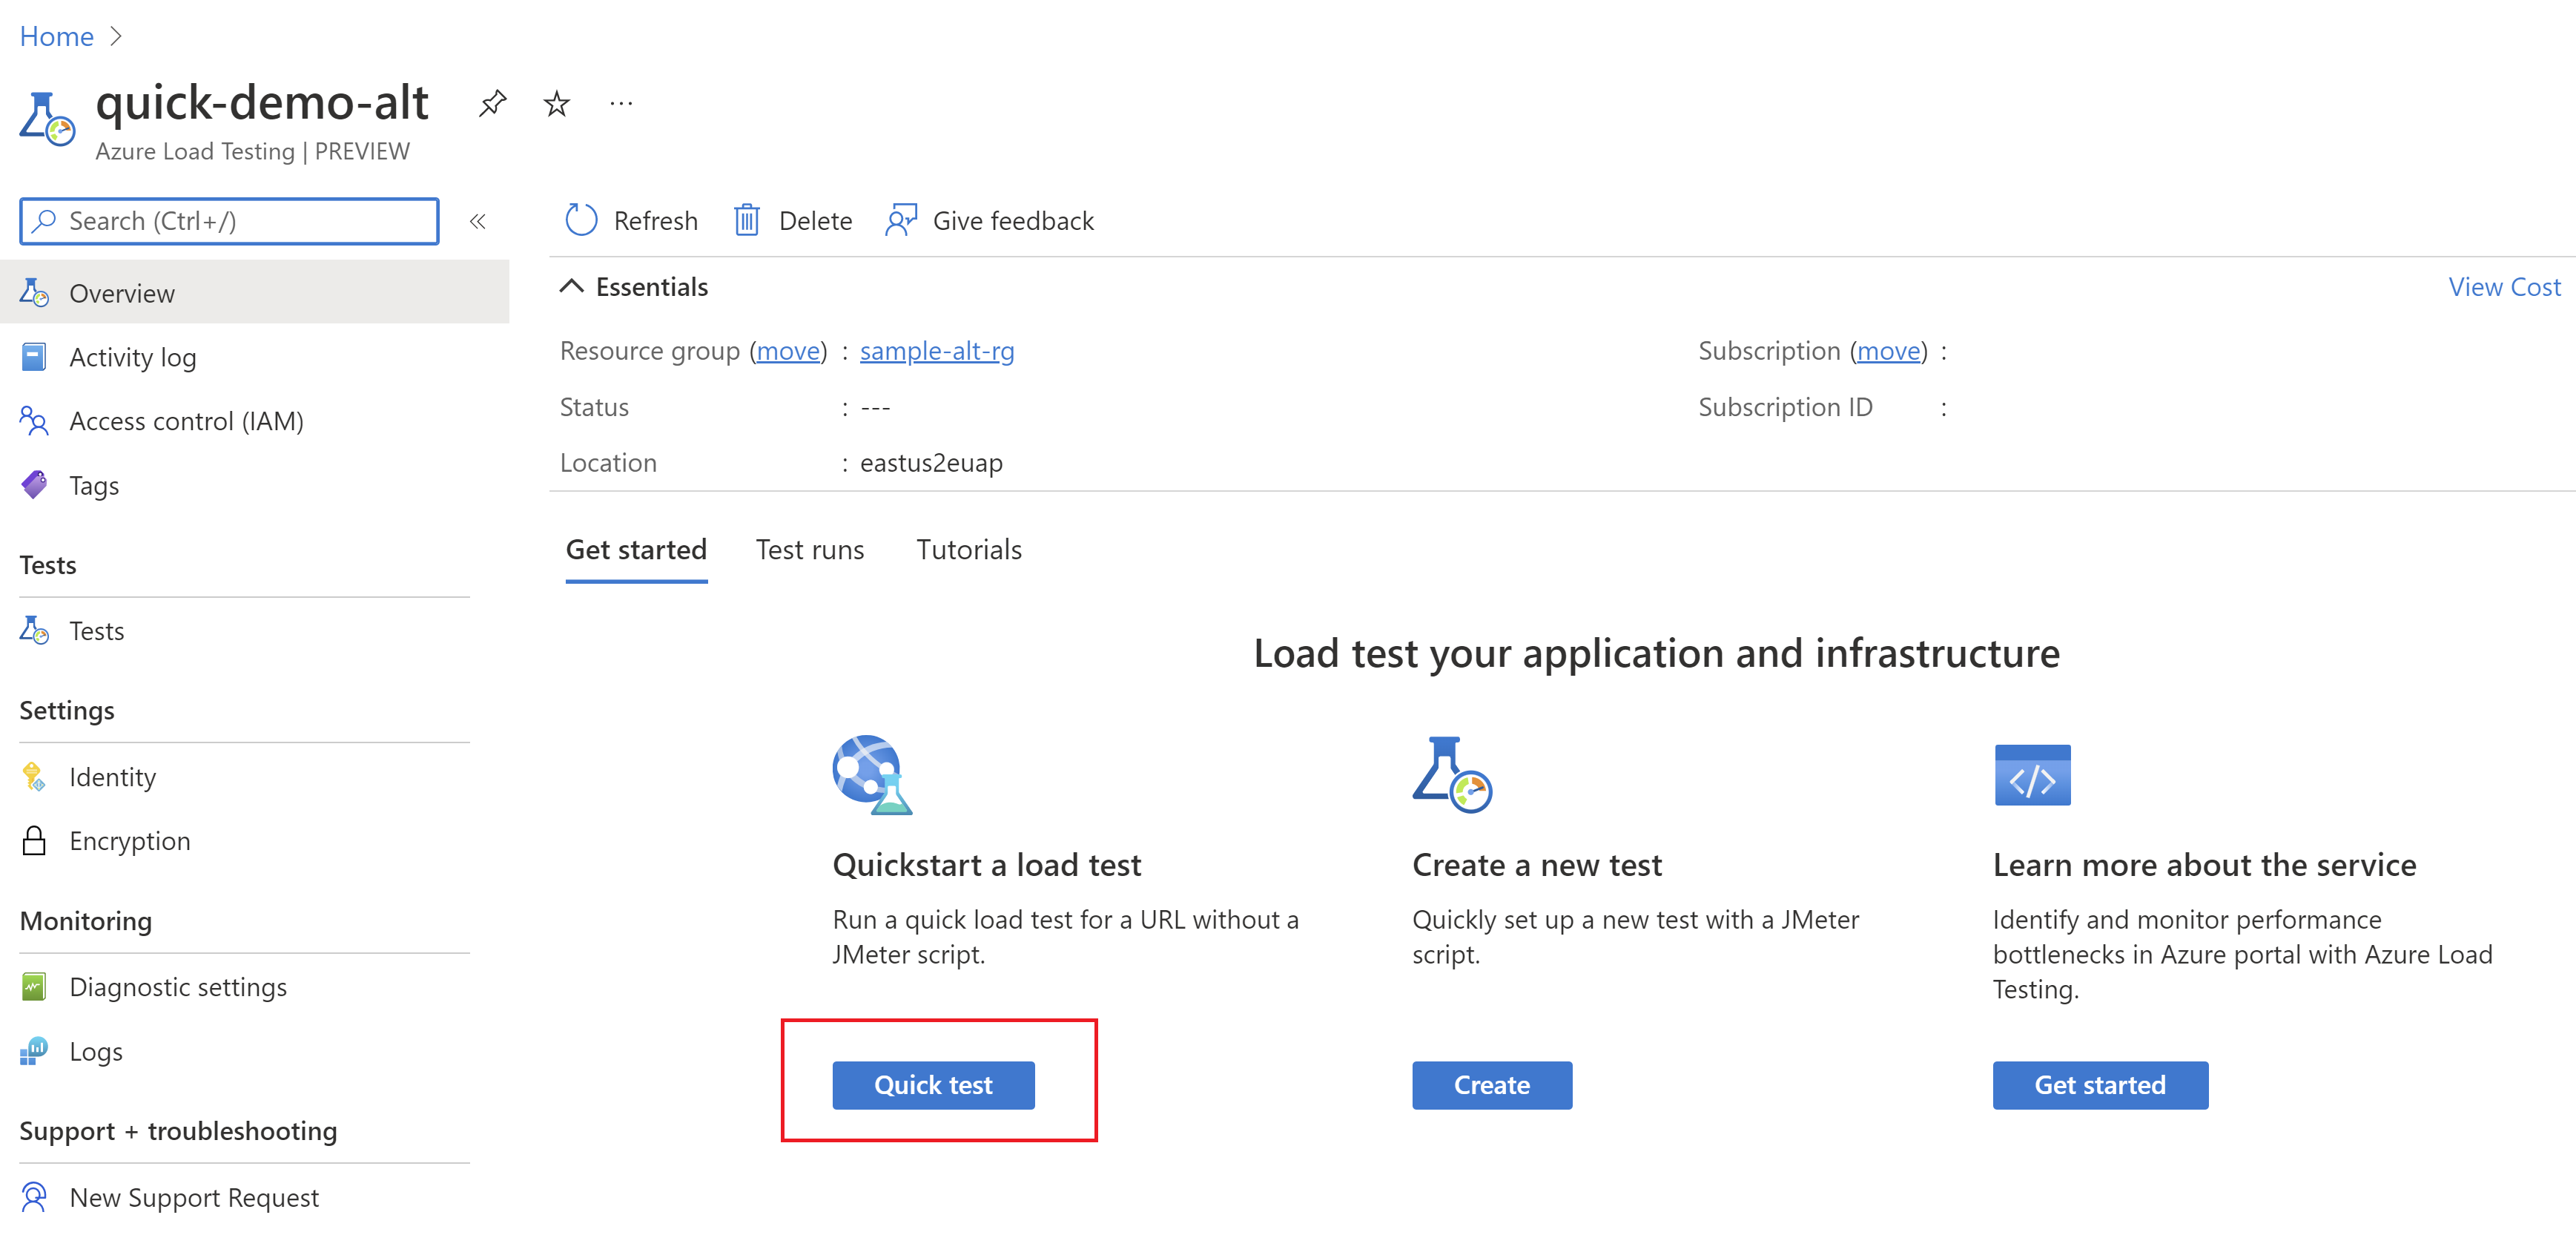 Home
quick-demo-alt
Azure Load Testing | PREVIEW
Search (Ctrl+/)
Overview
Activity log
Access control (IAM)
Tags
Tests
Tests
Settings
Identity
Encryption
Monitoring
Diagnostic settings
Logs
Support + troubleshooting
New Support Request
Refresh Delete Give feedback
Essentials View Cost
Resource group (move) : sample-alt-rg Subscription (move) :
Status : --- Subscription ID :
Location : eastus2euap
Get started Test runs Tutorials
Load test your application and infrastructure
Quickstart a load test
Run a quick load test for a URL without a
JMeter script.
Quick test
Create a new test
Quickly set up a new test with a JMeter
script.
Create
Learn more about the service
Identify and monitor performance
bottlenecks in Azure portal with Azure Load
Testing.
Get started